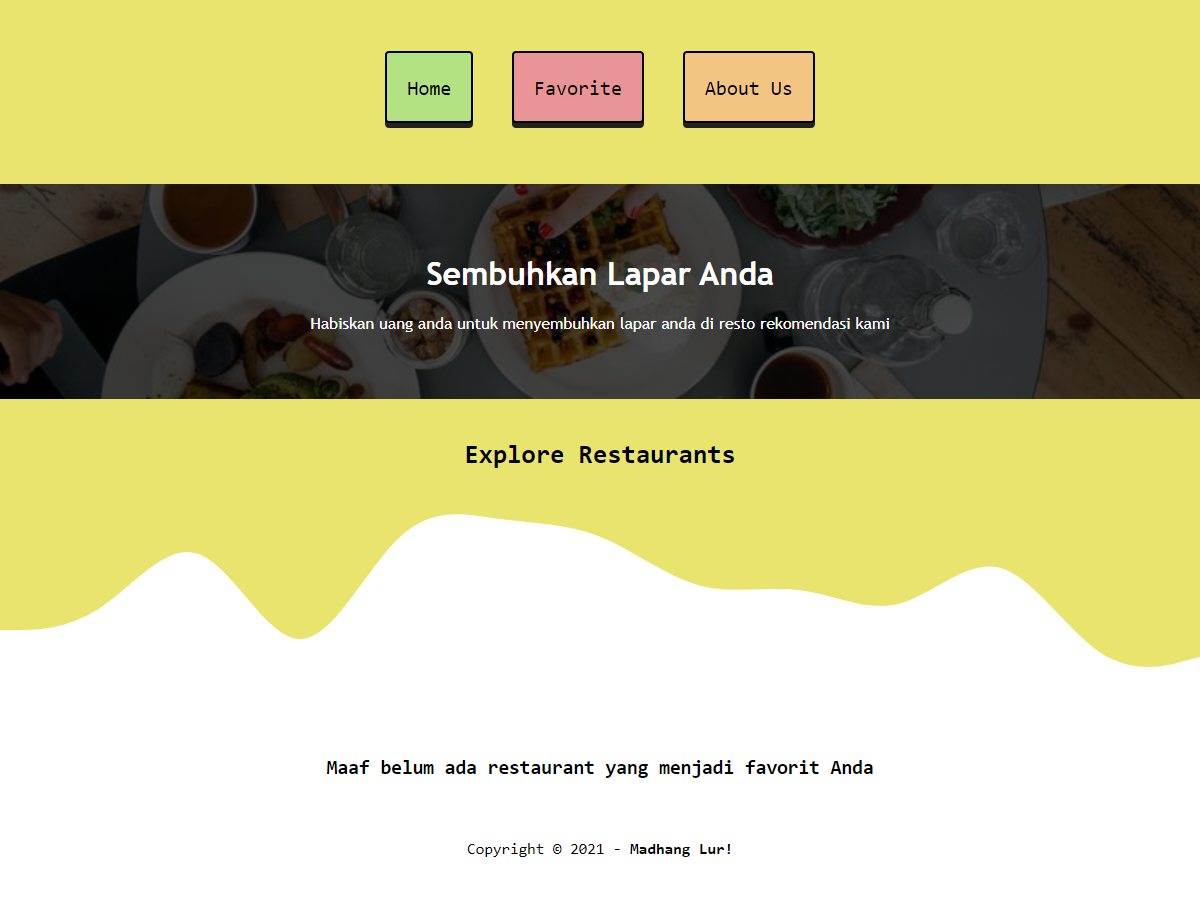 Home
Favorite
About Us
Sembuhkan Lapar Anda
Habiskan uang anda untuk menyembuhkan lapar anda di resto rekomendasi kami
Explore Restaurants
Maaf belum ada restaurant yang menjadi favorit Anda
Copyright © 2021 - Madhang Lur!